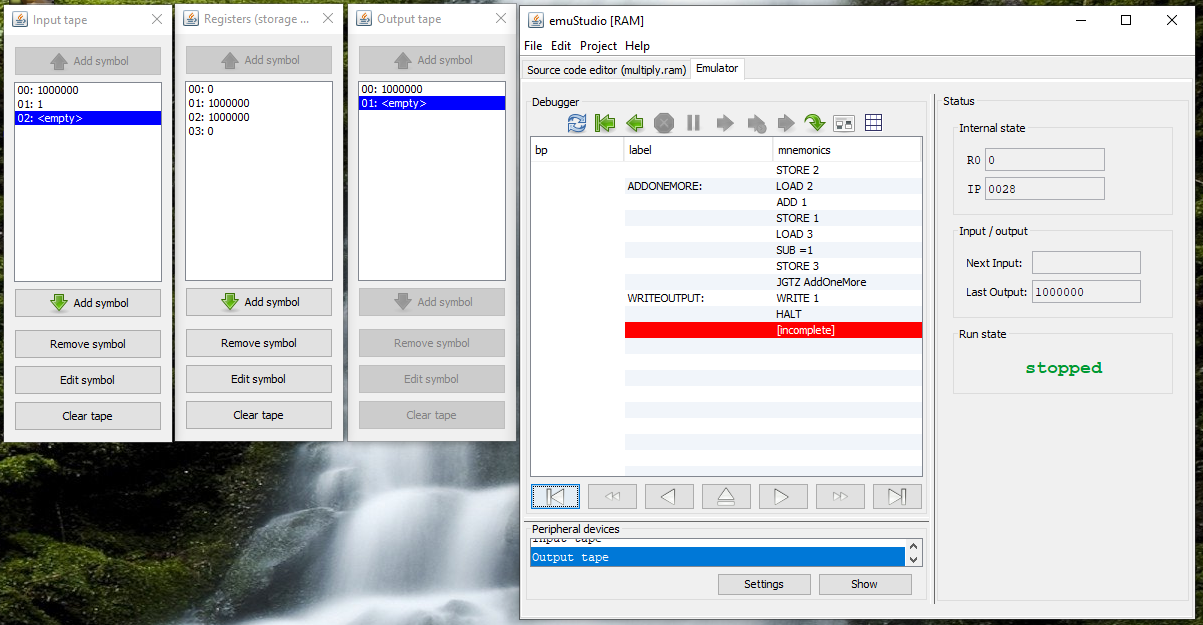 Input tape
Add symbol
00: 1000000
01: 1
02: <empty>
Add symbol
Remove symbol
Edit symbol
Clear tape
Registers (storage ...
Add symbol
00: 0
01: 1000000
02: 1000000
03: 0
Add symbol
Remove symbol
Edit symbol
Clear tape
Output tape
Add symbol
00: 1000000
01: <empty>
Add symbol
Remove symbol
Edit symbol
Clear tape
emuStudio [RAM]
File Edit Project Help
Source code editor (multiply.ram) Emulator
Debugger
bp label mnemonics
STORE 2
ADDONEMORE: LOAD 2
ADD 1
STORE 1
LOAD 3
SUB =1
STORE 3
JGTZ AddOneMore
WRITEOUTPUT: WRITE 1
HALT
[incomplete]
Peripheral devices
Input tape
Output tape
Settings Show
Status
Internal state
R0 0
IP 0028
Input / output
Next Input:
Last Output: 1000000
Run state
stopped